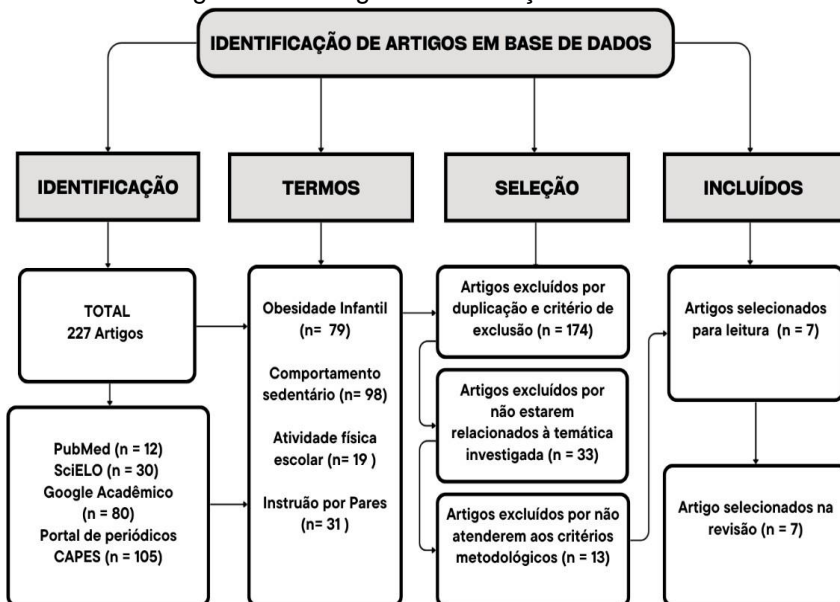 IDENTIFICAÇÃO DE ARTIGOS EM BASE DE DADOS
IDENTIFICAÇÃO
TERMOS
SELEÇÃO
INCLUÍDOS
TOTAL
227 Artigos
PubMed (n = 12)
SciELO (n = 30)
Google Acadêmico
(n = 80)
Portal de periódicos
CAPES (n = 105)
Obesidade Infantil
(n= 79)
Comportamento
sedentário (n= 98)
Atividade física
escolar (n= 19 )
Instruão por Pares
(n= 31 )
Artigos excluídos por
duplicação e critério de
exclusão (n = 174)
Artigos excluídos por
não estarem
relacionados à temática
investigada (n = 33)
Artigos excluídos por não
atenderem aos critérios
metodológicos (n = 13)
Artigos selecionados
para leitura (n = 7)
Artigo selecionados na
revisão (n = 7)